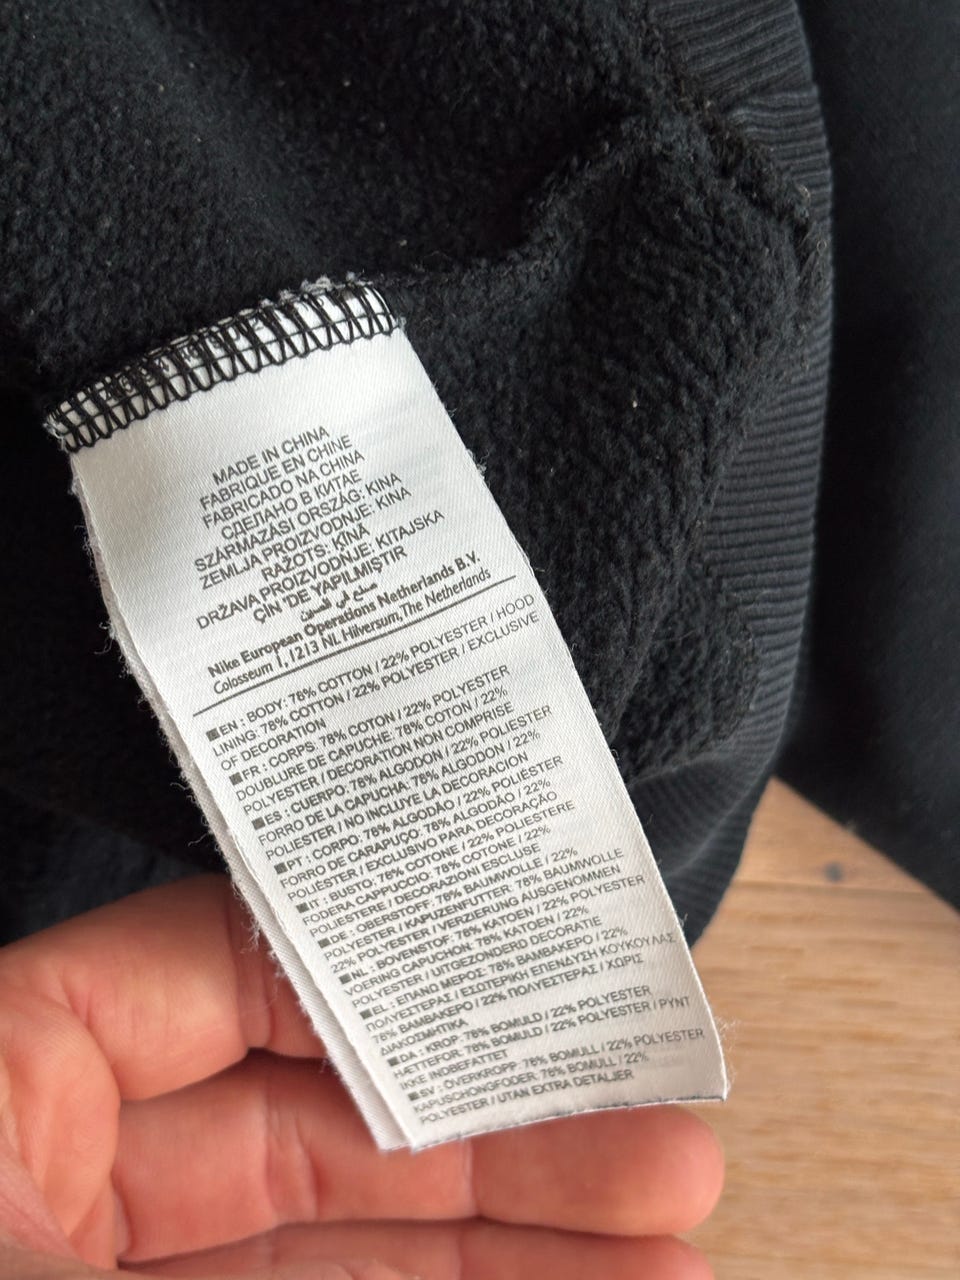 MADE IN CHINA
FABRIQUE EN CHINE
FABRICADO NA CHINA
СДЕЛАНО В КИТАЕ
SZÁRMAZÁSI ORSZÁG: KINA
ZEMLJA PROIZVODNJE: KINA
RAŽOTS: ĶĪNĀ
DRŽAVA PROIZVODNJE: KITAJSKA
ÇİN 'DE YAPILMIŞTIR
صنع في الصين
Nike European Operations Netherlands B.V.
Colosseum 1, 1213 NL Hilversum, The Netherlands
■EN : BODY: 78% COTTON / 22% POLYESTER / HOOD
LINING: 78% COTTON / 22% POLYESTER / EXCLUSIVE
OF DECORATION
■FR : CORPS: 78% COTON / 22% POLYESTER
DOUBLURE DE CAPUCHE: 78% COTON / 22%
POLYESTER / DECORATION NON COMPRISE
■ES : CUERPO: 78% ALGODON / 22% POLIESTER
FORRO DE LA CAPUCHA: 78% ALGODON / 22%
POLIESTER / NO INCLUYE LA DECORACION
■PT : CORPO: 78% ALGODÃO / 22% POLIESTER
FORRO DE CARAPUÇO: 78% ALGODÃO / 22%
POLIÉSTER / EXCLUSIVO PARA DECORAÇÃO
■IT : BUSTO: 78% COTONE / 22% POLIESTERE
FODERA CAPPUCCIO: 78% COTONE / 22%
POLIESTERE / DECORAZIONI ESCLUSE
■DE : OBERSTOFF: 78% BAUMWOLLE / 22%
POLYESTER / KAPUZENFUTTER: 78% BAUMWOLLE
22% POLYESTER / VERZIERUNG AUSGENOMMEN
■NL : BOVENSTOF: 78% KATOEN / 22% POLYESTER
VOERING CAPUCHON: 78% KATOEN / 22%
POLYESTER / UITGEZONDERD DECORATIE
■EL : ΕΠΑΝΩ ΜΕΡΟΣ: 78% ΒΑΜΒΑΚΕΡΟ / 22%
ΠΟΛΥΕΣΤΕΡΑΣ / ΕΣΩΤΕΡΙΚΗ ΕΠΕΝΔΥΣΗ ΚΟΥΚΟΥΛΑΣ
78% ΒΑΜΒΑΚΕΡΟ / 22% ΠΟΛΥΕΣΤΕΡΑΣ / ΧΩΡΙΣ
ΔΙΑΚΟΣΜΗΤΙΚΑ
■DA : KROP: 78% BOMULD / 22% POLYESTER
HÆTTEFOR: 78% BOMULD / 22% POLYESTER / PYNT
IKKE INDBEFATTET
■SV : ÖVERKROPP: 78% BOMULL / 22% POLYESTER
KAPUSCHONGFODER: 78% BOMULL / 22%
POLYESTER / UTAN EXTRA DETALJER